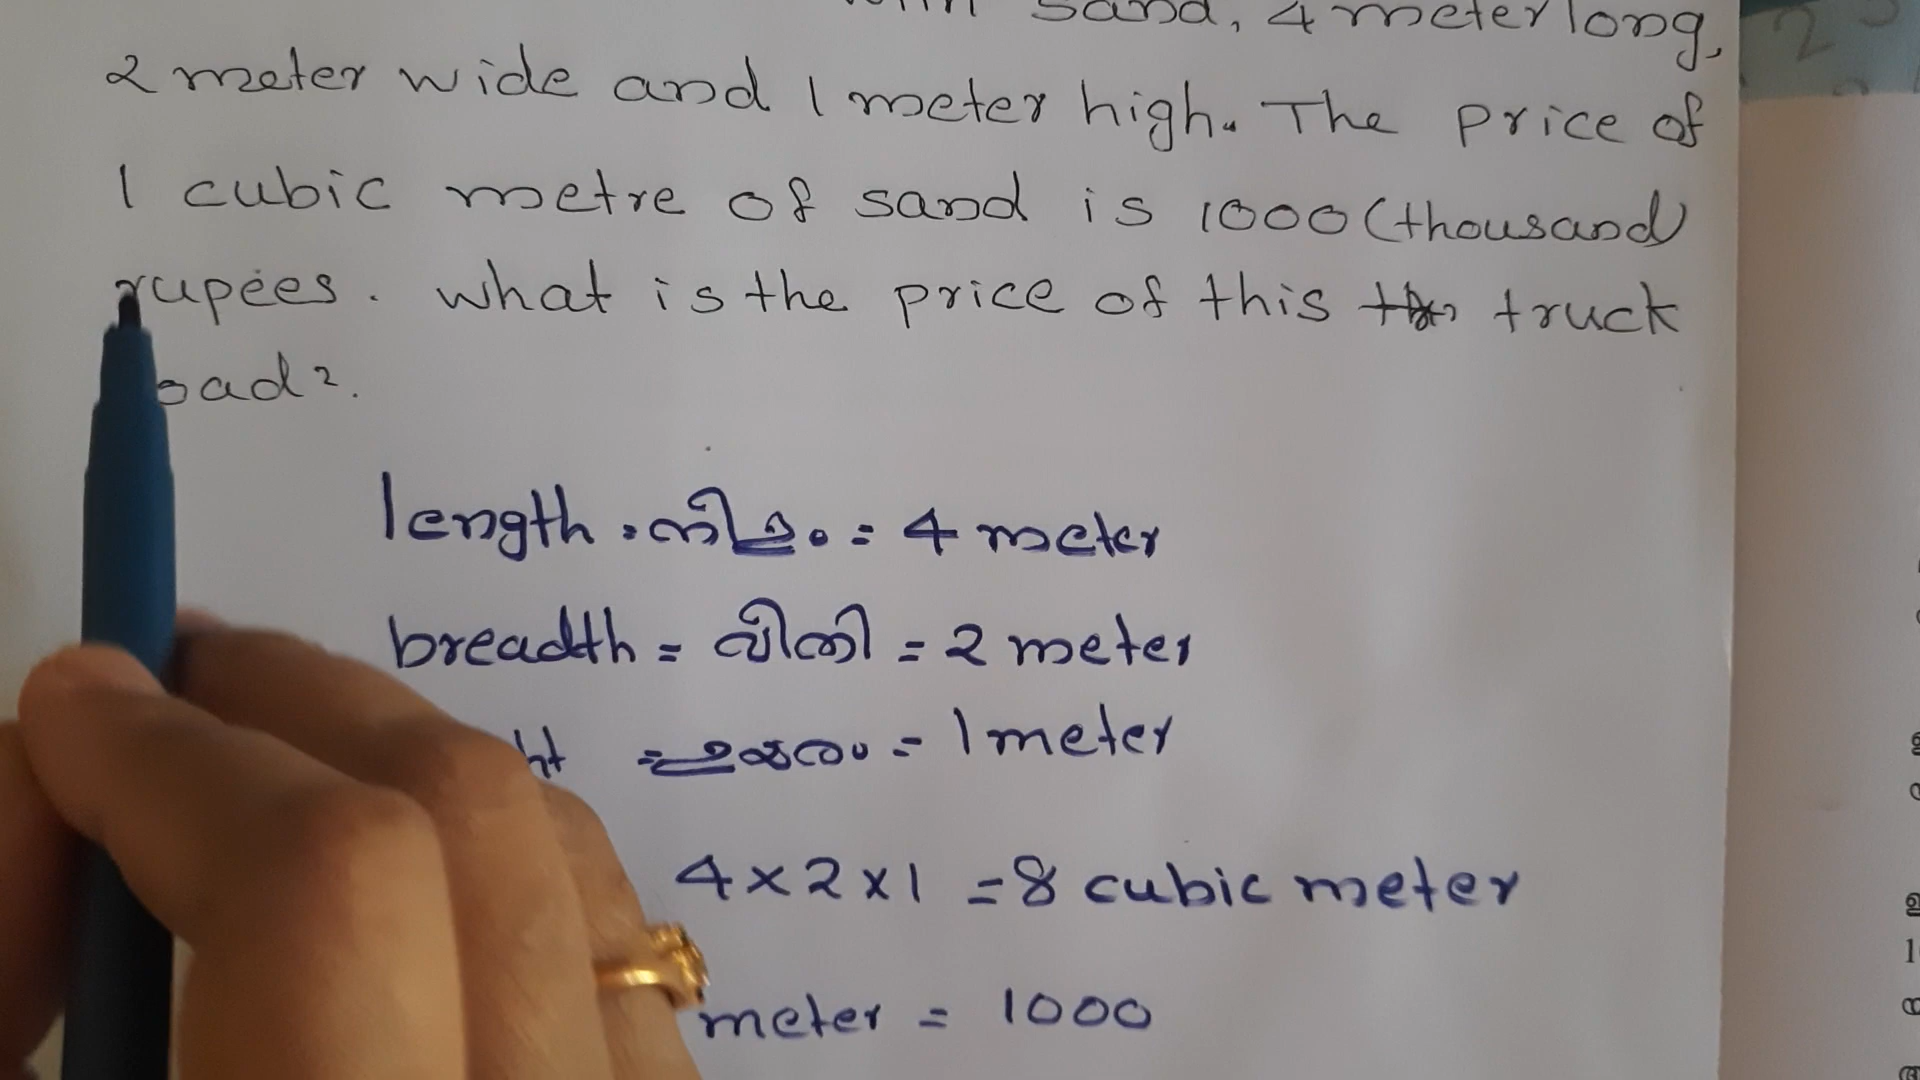 sand, 4 meter long,
2 meter wide and 1 meter high. The price of
1 cubic metre of sand is 1000 (thousand)
rupees. what is the price of this truck
oad?.
length = നീളം = 4 meter
breadth = വീതി = 2 meter
ht = ഉയരം = 1 meter
4 x 2 x 1 = 8 cubic meter
meter = 1000